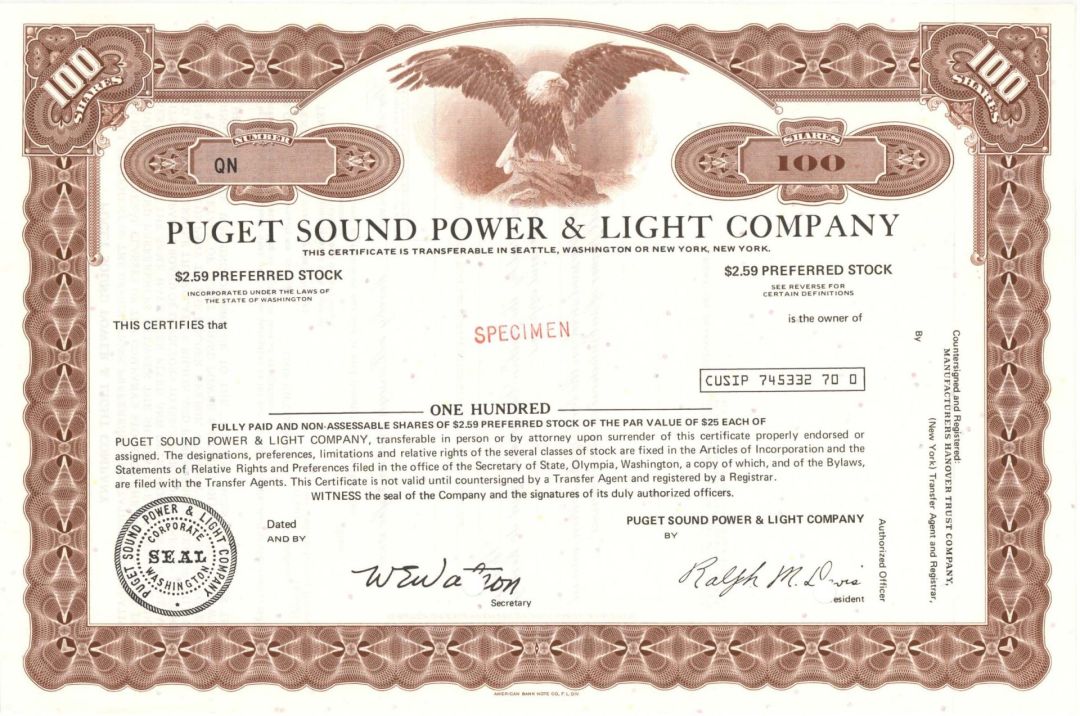 100 SHARES
100 SHARES
NUMBER
QN
SHARES
100
PUGET SOUND POWER & LIGHT COMPANY
THIS CERTIFICATE IS TRANSFERABLE IN SEATTLE, WASHINGTON OR NEW YORK, NEW YORK.
$2.59 PREFERRED STOCK
$2.59 PREFERRED STOCK
INCORPORATED UNDER THE LAWS OF
THE STATE OF WASHINGTON
SEE REVERSE FOR
CERTAIN DEFINITIONS
THIS CERTIFIES that
SPECIMEN
is the owner of
CUSIP 745332 70 0
ONE HUNDRED
FULLY PAID AND NON-ASSESSABLE SHARES OF $2.59 PREFERRED STOCK OF THE PAR VALUE OF $25 EACH OF
PUGET SOUND POWER & LIGHT COMPANY, transferable in person or by attorney upon surrender of this certificate properly endorsed or
assigned. The designations, preferences, limitations and relative rights of the several classes of stock are fixed in the Articles of Incorporation and the
Statements of Relative Rights and Preferences filed in the office of the Secretary of State, Olympia, Washington, a copy of which, and of the Bylaws,
are filed with the Transfer Agents. This Certificate is not valid until countersigned by a Transfer Agent and registered by a Registrar.
WITNESS the seal of the Company and the signatures of its duly authorized officers.
PUGET SOUND POWER & LIGHT COMPANY
CORPORATE
SEAL
WASHINGTON
Dated
AND BY
W E Watson
Secretary
PUGET SOUND POWER & LIGHT COMPANY
BY
Ralph M. Davis
esident
Countersigned and Registered:
MANUFACTURERS HANOVER TRUST COMPANY,
(New York) Transfer Agent and Registrar,
By
Authorized Officer
AMERICAN BANK NOTE CO. F.L. DIV